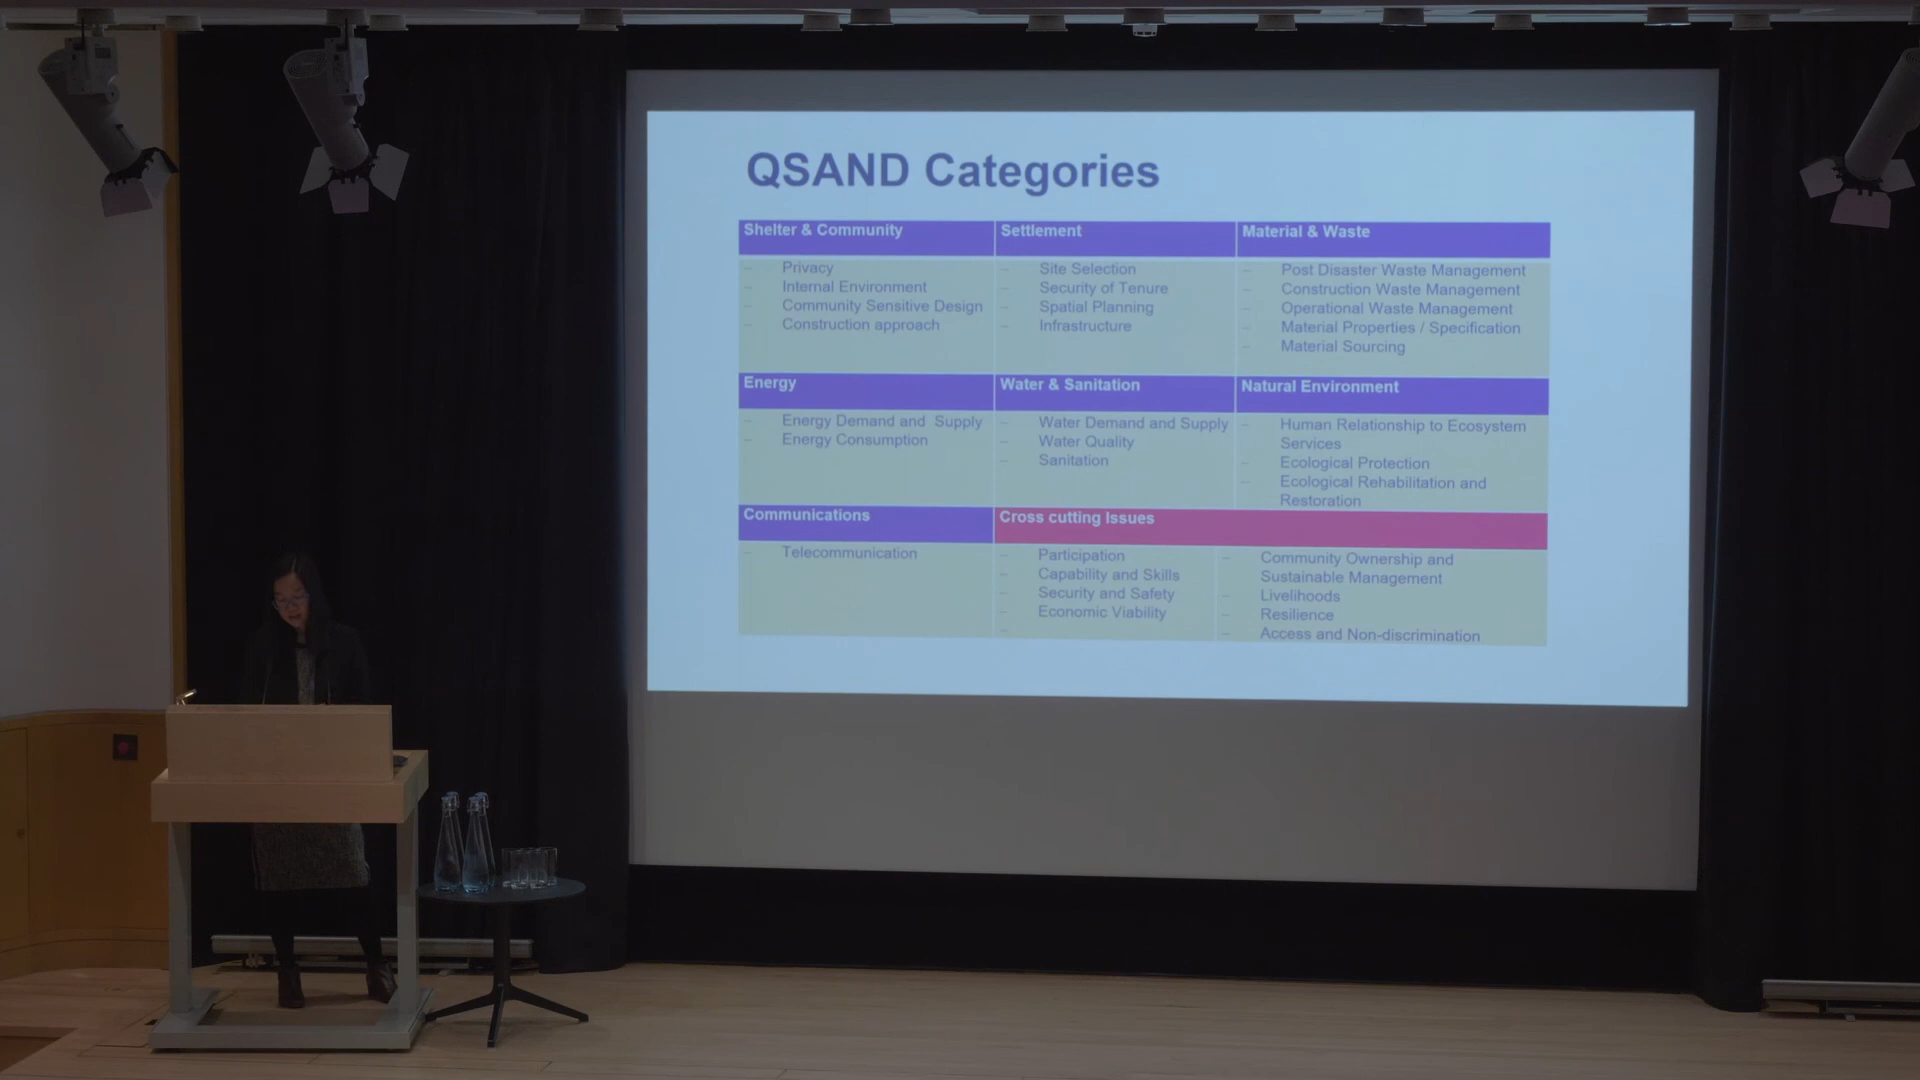 QSAND Categories
Shelter & Community
– Privacy
– Internal Environment
– Community Sensitive Design
– Construction approach
Settlement
– Site Selection
– Security of Tenure
– Spatial Planning
– Infrastructure
Material & Waste
– Post Disaster Waste Management
– Construction Waste Management
– Operational Waste Management
– Material Properties / Specification
– Material Sourcing
Energy
– Energy Demand and Supply
– Energy Consumption
Water & Sanitation
– Water Demand and Supply
– Water Quality
– Sanitation
Natural Environment
– Human Relationship to Ecosystem
Services
– Ecological Protection
– Ecological Rehabilitation and
Restoration
Communications
– Telecommunication
Cross cutting Issues
– Participation
– Capability and Skills
– Security and Safety
– Economic Viability
–
– Community Ownership and
Sustainable Management
– Livelihoods
– Resilience
– Access and Non-discrimination